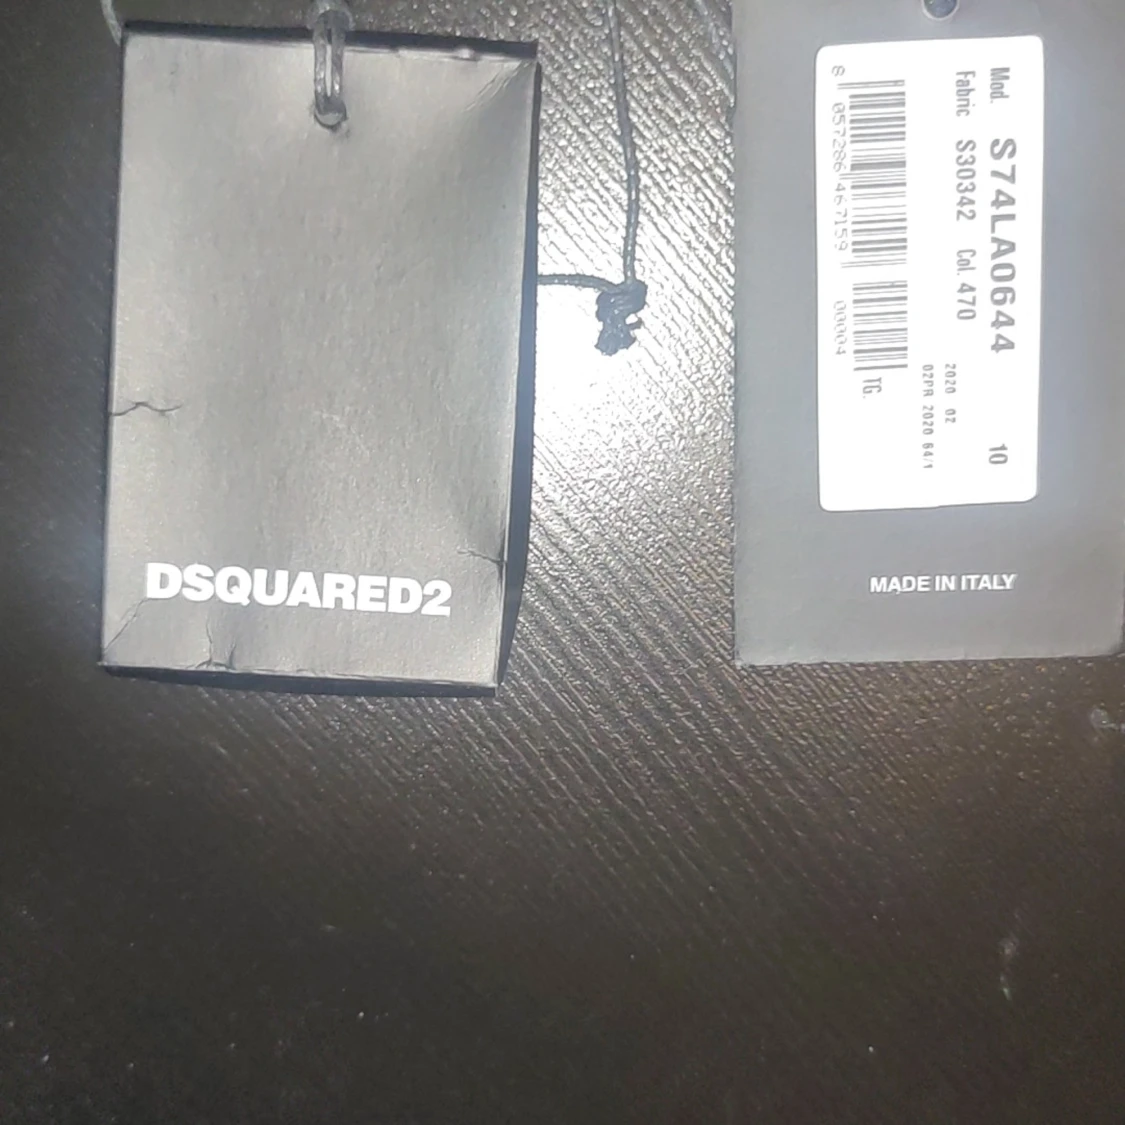 DSQUARED2
Mod. S74LA0644 10
Fabric S30342 Col. 470
2020 02
02PR 2020 64/1
TG.
8 057286 467159 00004
MADE IN ITALY